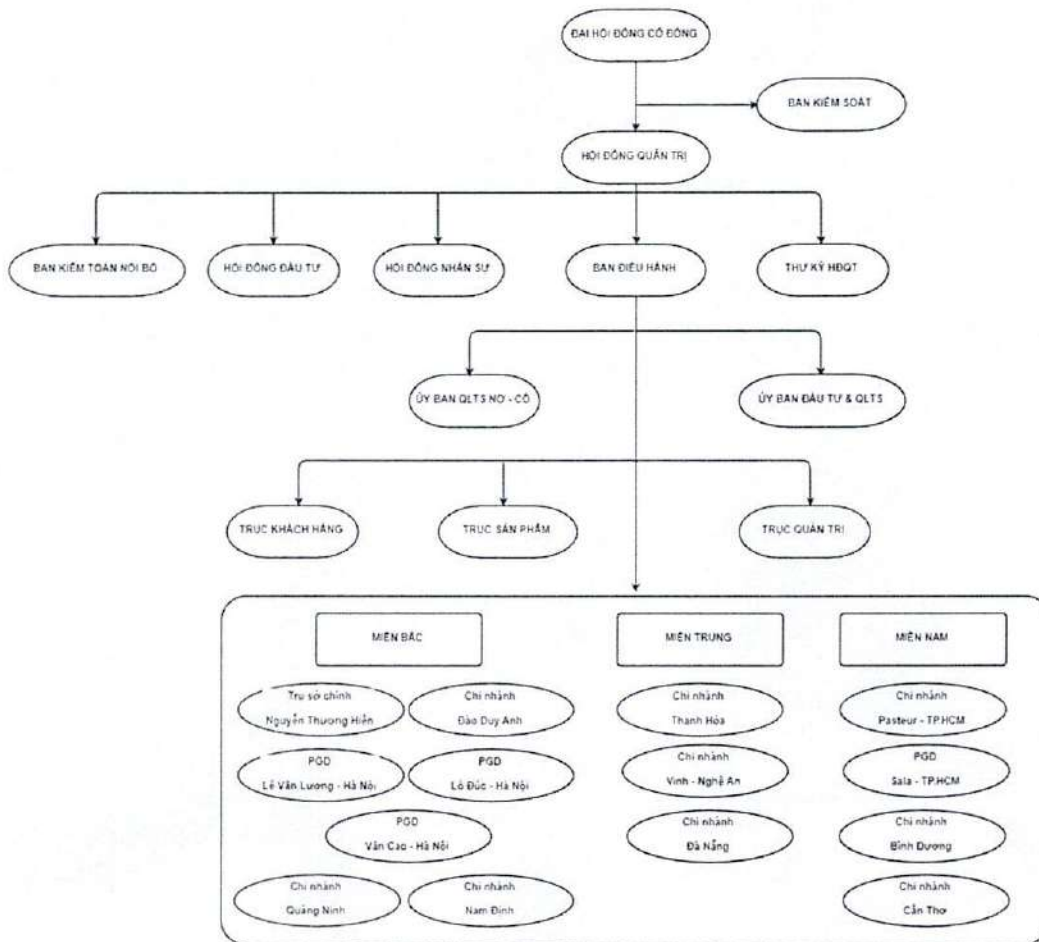 ĐẠI HỘI ĐỒNG CỔ ĐÔNG
BAN KIỂM SOÁT
HỘI ĐỒNG QUẢN TRỊ
BAN KIỂM TOÁN NỘI BỘ
HỘI ĐỒNG ĐẦU TƯ
HỘI ĐỒNG NHÂN SỰ
BAN ĐIỀU HÀNH
THƯ KÝ HĐQT
ỦY BAN QLTS NỢ - CÓ
ỦY BAN ĐẦU TƯ & QLTS
TRỤC KHÁCH HÀNG
TRỤC SẢN PHẨM
TRỤC QUẢN TRỊ
MIỀN BẮC
MIỀN TRUNG
MIỀN NAM
Trụ sở chính
Nguyễn Thượng Hiền
Chi nhánh
Đào Duy Anh
Chi nhánh
Thanh Hóa
Chi nhánh
Pasteur - TP.HCM
PGD
Lê Văn Lương - Hà Nội
PGD
Lò Đúc - Hà Nội
Chi nhánh
Vinh - Nghệ An
PGD
Sala - TP.HCM
PGD
Văn Cao - Hà Nội
Chi nhánh
Đà Nẵng
Chi nhánh
Bình Dương
Chi nhánh
Quảng Ninh
Chi nhánh
Nam Định
Chi nhánh
Cần Thơ